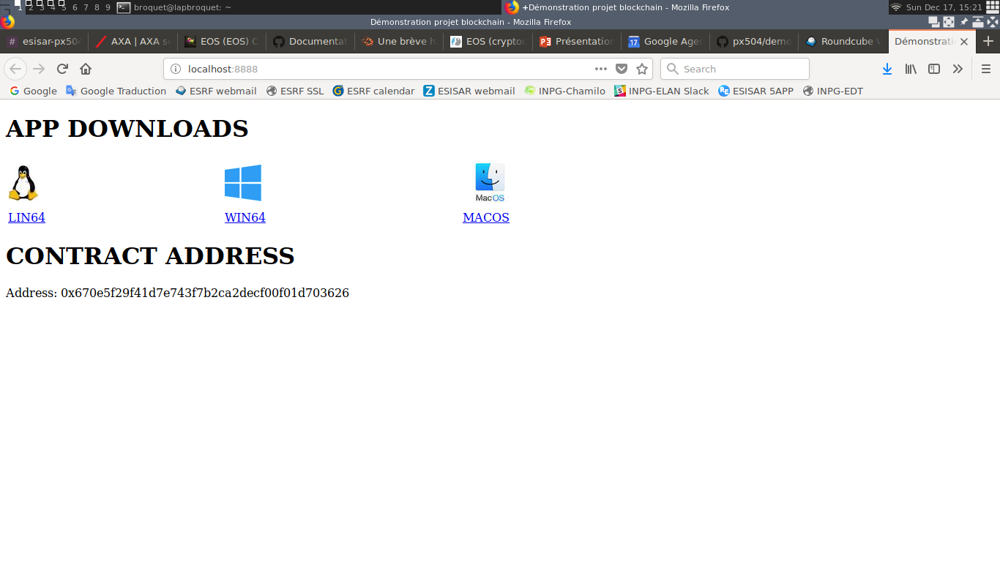 1 2 3 4 5 6 7 8 9 broquet@lapbroquet: ~ +Démonstration projet blockchain - Mozilla Firefox Sun Dec 17, 15:21
Démonstration projet blockchain - Mozilla Firefox
# esisar-px504 AXA | AXA se EOS (EOS) C Documentat Une brève h EOS (crypto Présentation 17 Google Agen px504/demo Roundcube W Démonstrati
localhost:8888 Search
Google Google Traduction ESRF webmail ESRF SSL ESRF calendar ESISAR webmail INPG-Chamilo INPG-ELAN Slack ESISAR 5APP INPG-EDT
APP DOWNLOADS
MacOS
LIN64 WIN64 MACOS
CONTRACT ADDRESS
Address: 0x670e5f29f41d7e743f7b2ca2decf00f01d703626